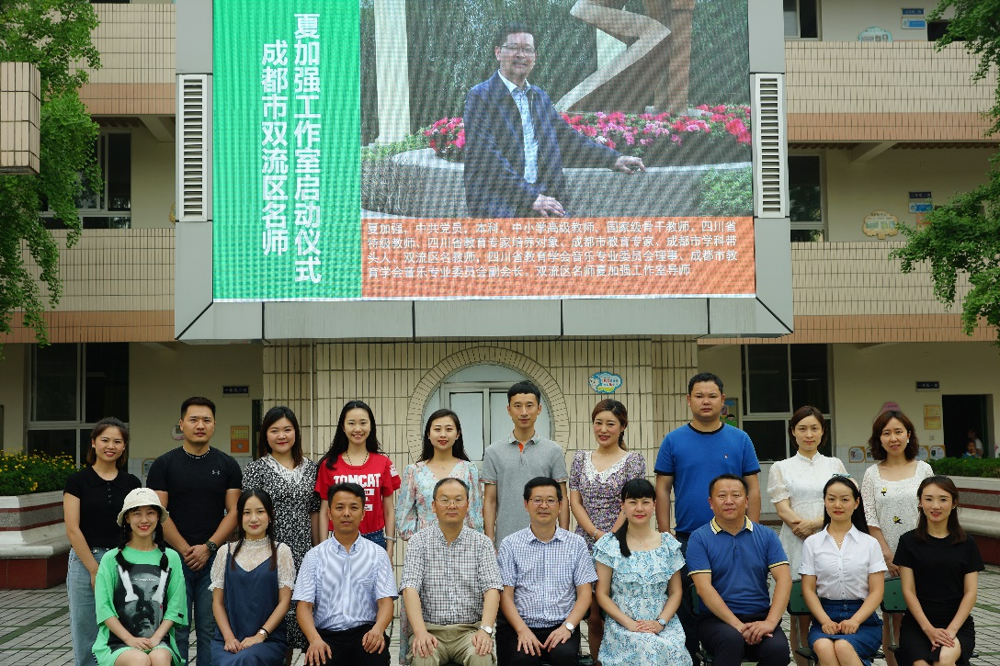 夏加强工作室启动仪式
成都市双流区名师
夏加强，中共党员，本科，中小学高级教师、国家级骨干教师、四川省
特级教师、四川省教育专家培养对象、成都市教育专家、成都市学科带
头人、双流区名教师；四川省教育学会音乐专业委员会理事、成都市教
育学会音乐专业委员会副会长。双流区名师夏加强工作室导师
TOMCAT